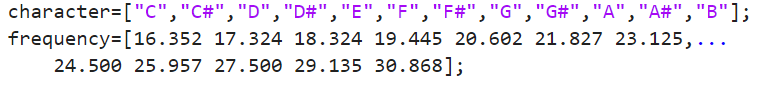 character=["C","C#","D","D#","E","F","F#","G","G#","A","A#","B"];
frequency=[16.352 17.324 18.324 19.445 20.602 21.827 23.125,...
24.500 25.957 27.500 29.135 30.868];